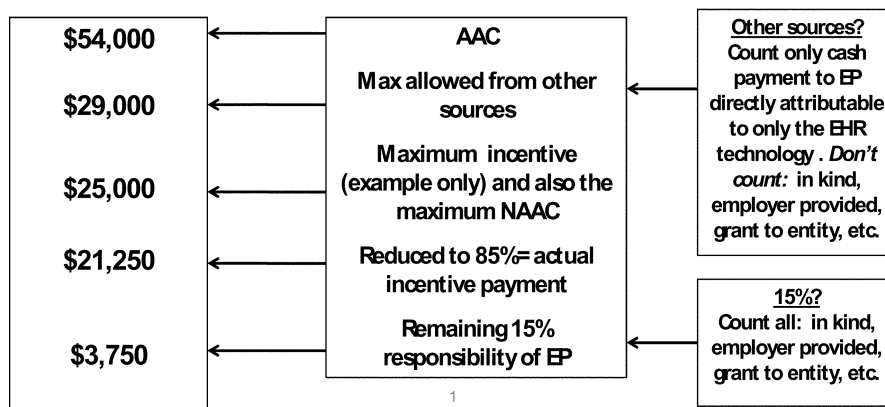 $54,000
$29,000
$25,000
$21,250
$3,750
AAC
Max allowed from other
sources
Maximum incentive
(example only) and also the
maximum NAAC
Reduced to 85%= actual
incentive payment
Remaining 15%
responsibility of EP
Other sources?
Count only cash
payment to EP
directly attributable
to only the EHR
technology . Don't
count: in kind,
employer provided,
grant to entity, etc.
15%?
Count all: in kind,
employer provided,
grant to entity, etc.
1